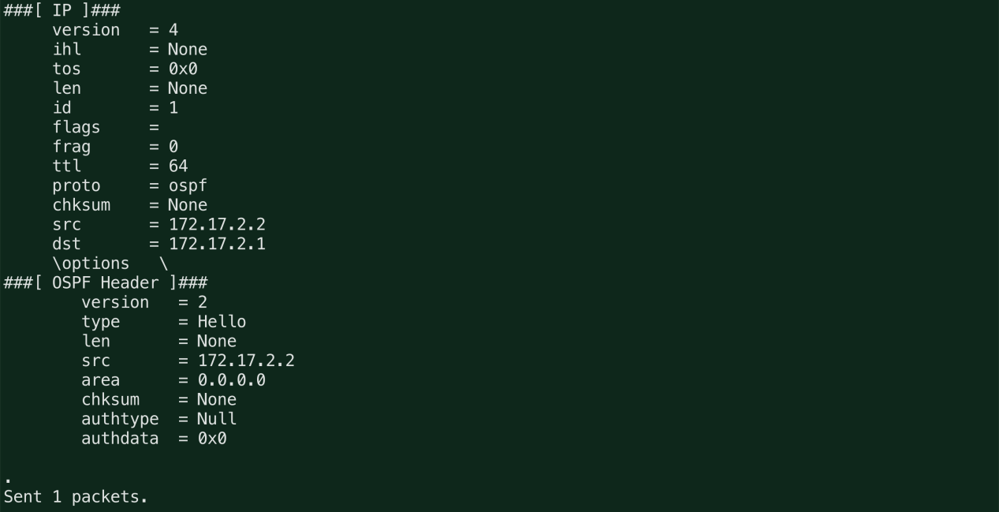 ###[ IP ]###
     version   = 4
     ihl       = None
     tos       = 0x0
     len       = None
     id        = 1
     flags     =
     frag      = 0
     ttl       = 64
     proto     = ospf
     chksum    = None
     src       = 172.17.2.2
     dst       = 172.17.2.1
     \options   \
###[ OSPF Header ]###
        version   = 2
        type      = Hello
        len       = None
        src       = 172.17.2.2
        area      = 0.0.0.0
        chksum    = None
        authtype  = Null
        authdata  = 0x0
.
Sent 1 packets.